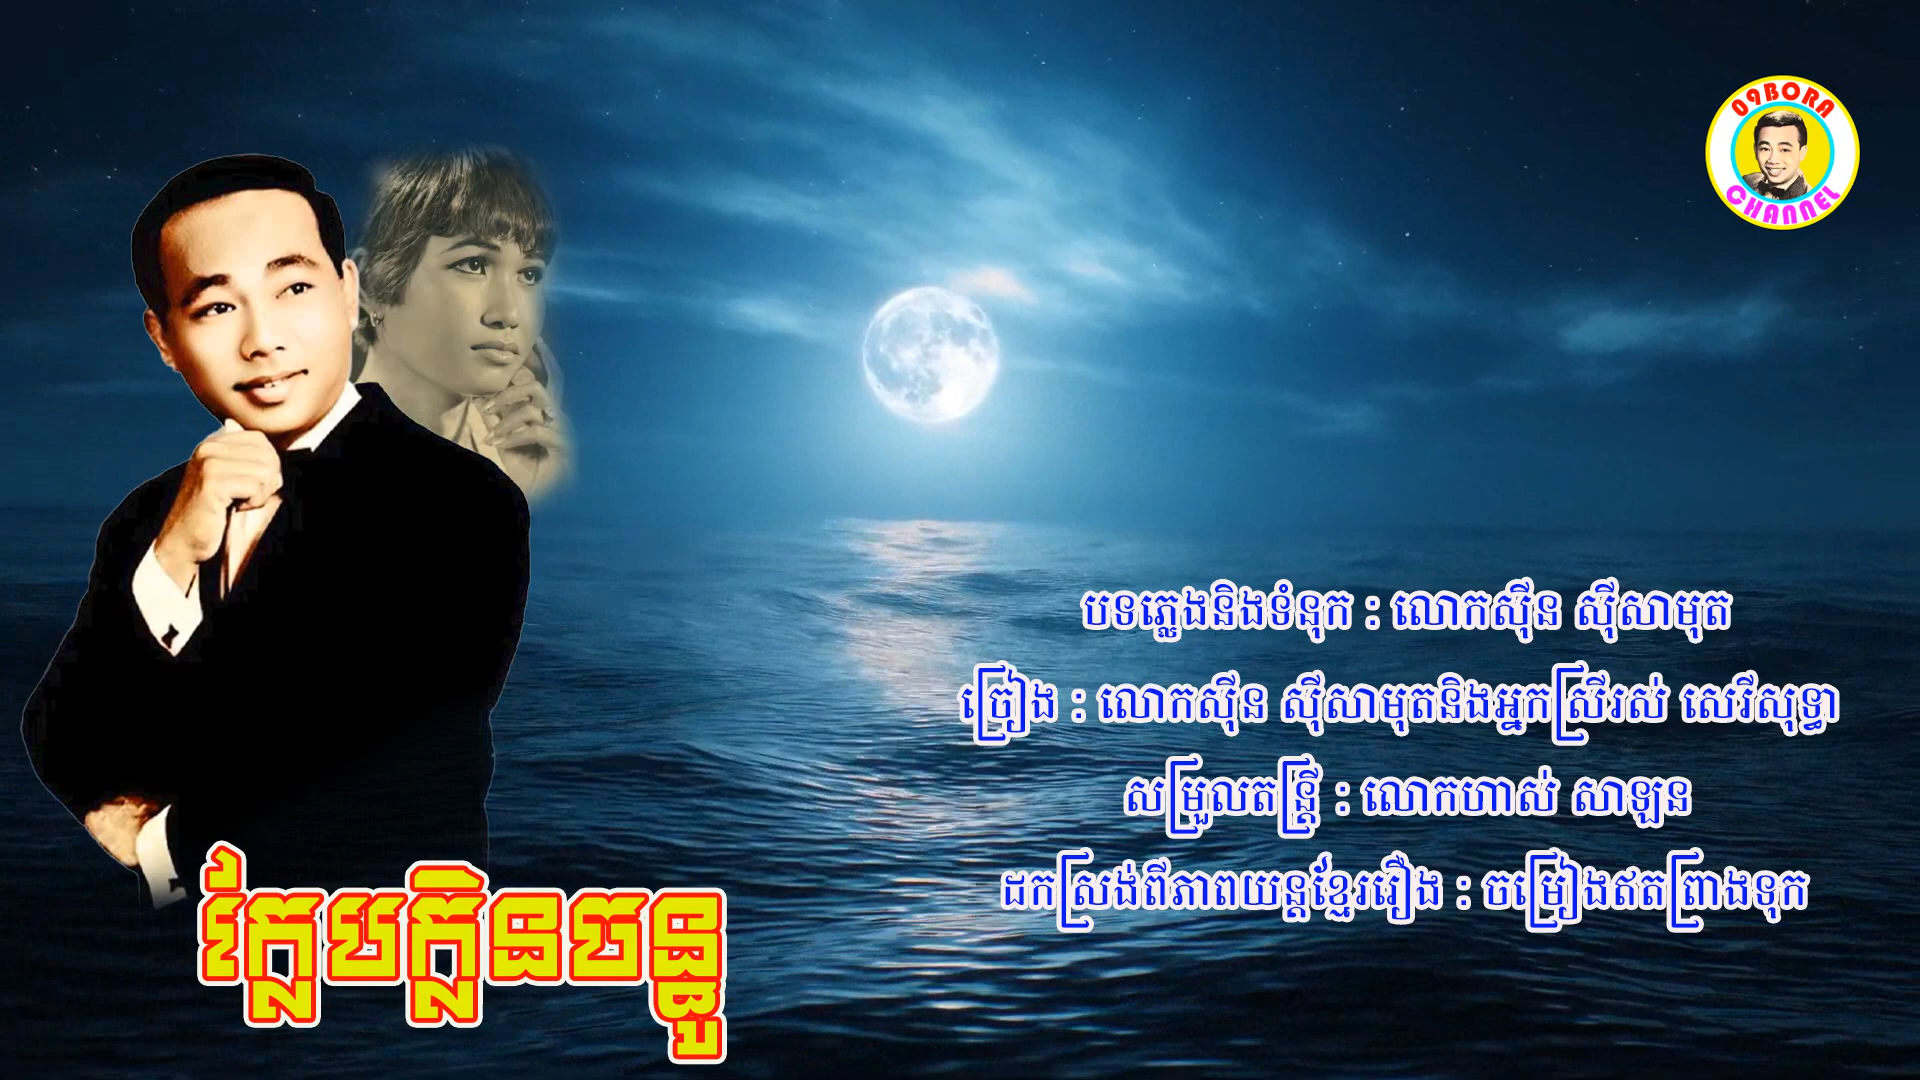 09BORA
CHANNEL
បទភ្លេងនិងទំនុក : លោកស៊ីន ស៊ីសាមុត
ច្រៀង : លោកស៊ីន ស៊ីសាមុតនិងអ្នកស្រីរស់ សេរីសុទ្ធា
សម្រួលតន្ត្រី : លោកហាស់ សាឡន
ដកស្រង់ពីភាពយន្តខ្មែររឿង : ចម្រៀងឥតព្រាងទុក
ក្លែបក្លិនចន្ទូ